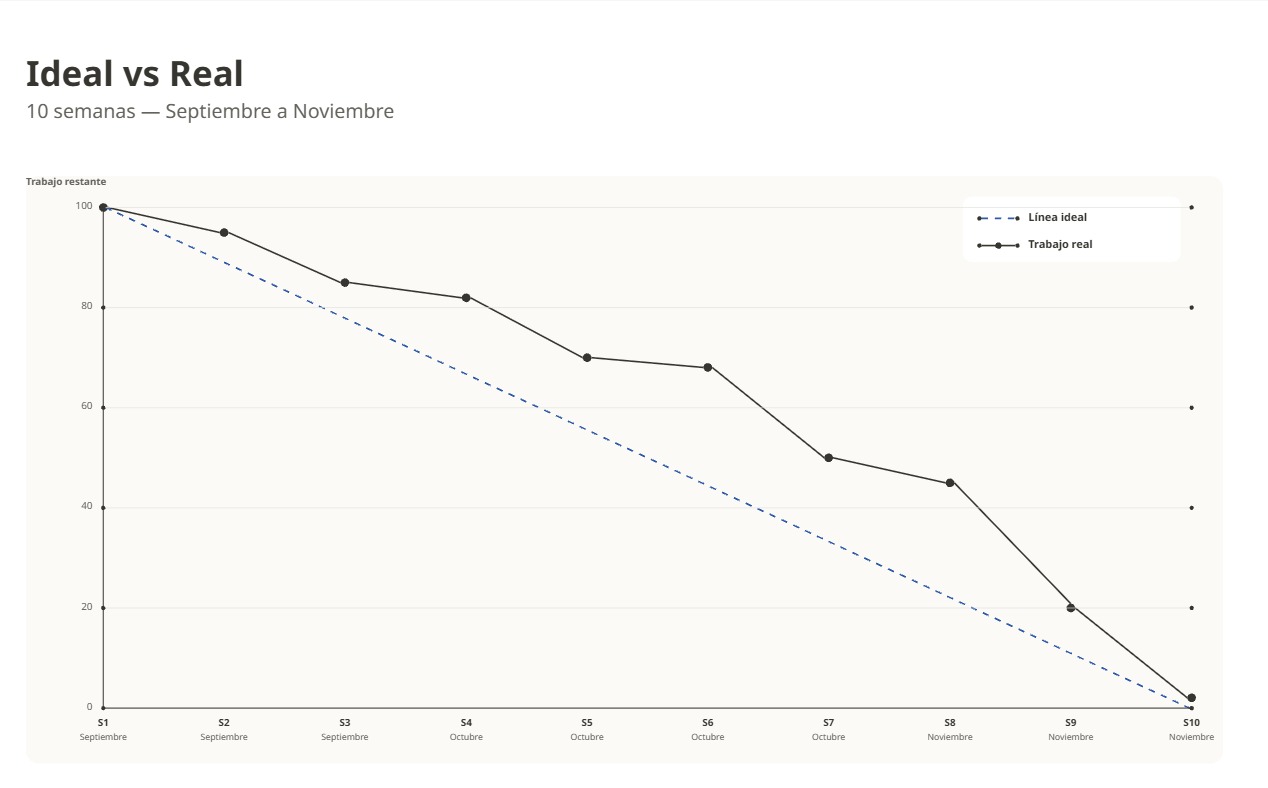 Ideal vs Real
10 semanas — Septiembre a Noviembre
Trabajo restante
100
80
60
40
20
0
Línea ideal
Trabajo real
S1 S2 S3 S4 S5 S6 S7 S8 S9 S10
Septiembre Septiembre Septiembre Octubre Octubre Octubre Octubre Noviembre Noviembre Noviembre